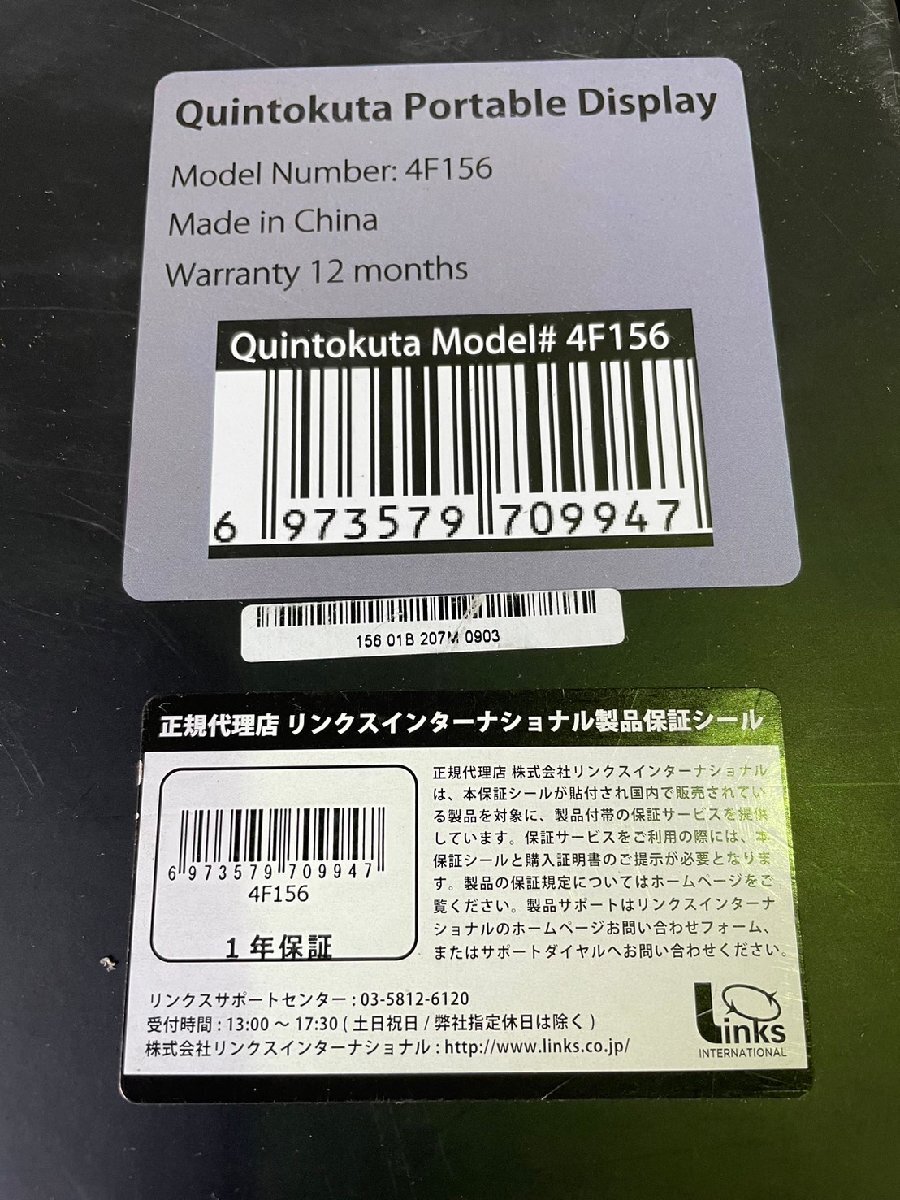 Quintokuta Portable Display
Model Number: 4F156
Made in China
Warranty 12 months
Quintokuta Model# 4F156
6 973579 709947
156 01B 207M 0903
正規代理店 リンクスインターナショナル製品保証シール
6 973579 709947
4F156
1年保証
正規代理店 株式会社リンクスインターナショナル
は、本保証シールが貼付され国内で販売されてい
る製品を対象に、製品付帯の保証サービスを提供
しています。保証サービスをご利用の際には、本
保証シールと購入証明書のご提示が必要となりま
す。製品の保証規定についてはホームページをご
覧ください。製品サポートはリンクスインターナ
ショナルのホームページお問い合わせフォーム、
またはサポートダイヤルへお問い合わせください。
リンクスサポートセンター : 03-5812-6120
受付時間 : 13:00 ～ 17:30 ( 土日祝日 / 弊社指定休日は除く )
株式会社リンクスインターナショナル : http://www.links.co.jp/
Links
INTERNATIONAL